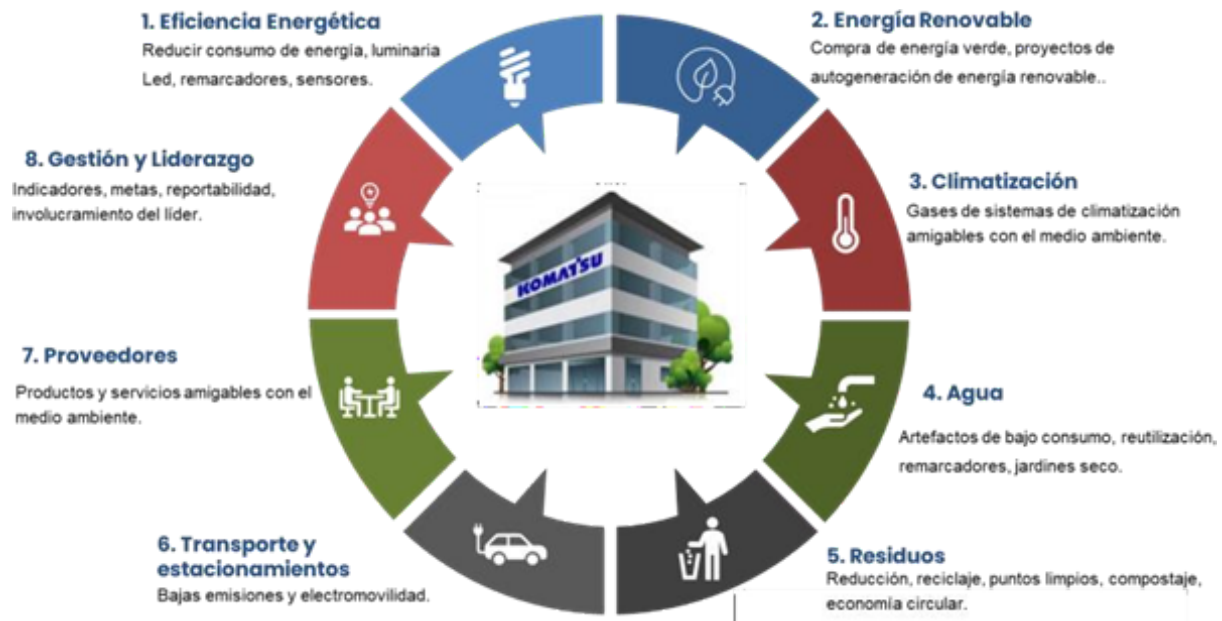 1. Eficiencia Energética
Reducir consumo de energía, luminaria
Led, remarcadores, sensores.
2. Energía Renovable
Compra de energía verde, proyectos de
autogeneración de energía renovable..
3. Climatización
Gases de sistemas de climatización
amigables con el medio ambiente.
4. Agua
Artefactos de bajo consumo, reutilización,
remarcadores, jardines seco.
5. Residuos
Reducción, reciclaje, puntos limpios, compostaje,
economía circular.
6. Transporte y
estacionamientos
Bajas emisiones y electromovilidad.
7. Proveedores
Productos y servicios amigables con el
medio ambiente.
8. Gestión y Liderazgo
Indicadores, metas, reportabilidad,
involucramiento del líder.
KOMATSU